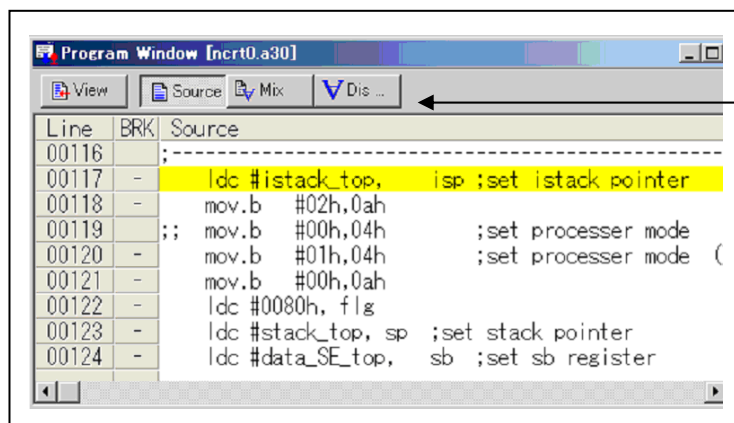 Program Window [ncrt0.a30]
View Source Mix Dis ...
Line BRK Source
00116 ;-----------------------------------------------------
00117 - ldc #istack_top, isp ;set istack pointer
00118 - mov.b #02h,0ah
00119 ;; mov.b #00h,04h ;set processer mode
00120 - mov.b #01h,04h ;set processer mode (
00121 - mov.b #00h,0ah
00122 - ldc #0080h, flg
00123 - ldc #stack_top, sp ;set stack pointer
00124 - ldc #data_SE_top, sb ;set sb register